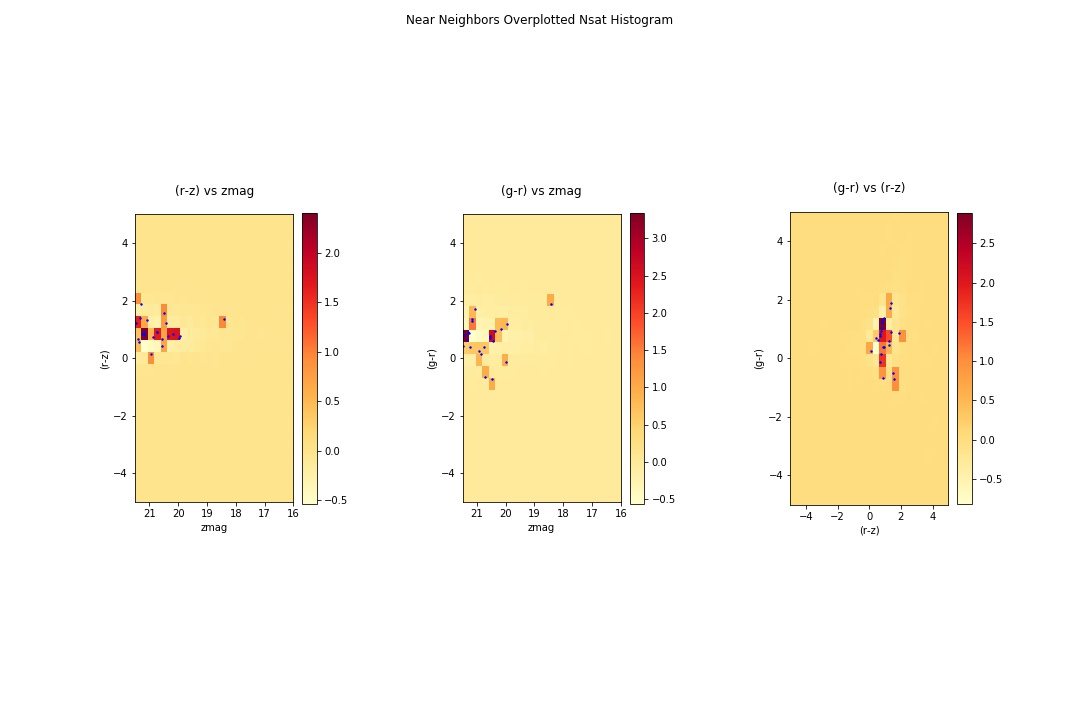 Near Neighbors Overplotted Nsat Histogram
(r-z) vs zmag
(r-z)
4
2
0
−2
−4
21 20 19 18 17 16
zmag
2.0
1.5
1.0
0.5
0.0
−0.5
(g-r) vs zmag
(g-r)
4
2
0
−2
−4
21 20 19 18 17 16
zmag
3.0
2.5
2.0
1.5
1.0
0.5
0.0
−0.5
(g-r) vs (r-z)
(g-r)
4
2
0
−2
−4
−4 −2 0 2 4
(r-z)
2.5
2.0
1.5
1.0
0.5
0.0
−0.5